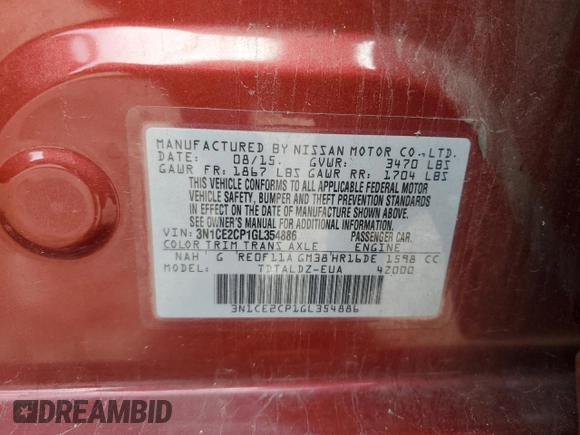 MANUFACTURED BY NISSAN MOTOR CO.,LTD.
DATE: 08/15. GVWR: 3470 LBS
GAWR FR: 1867 LBS GAWR RR: 1704 LBS
THIS VEHICLE CONFORMS TO ALL APPLICABLE FEDERAL MOTOR
VEHICLE SAFETY, BUMPER AND THEFT PREVENTION STANDARDS
IN EFFECT ON THE DATE OF MANUFACTURE SHOWN ABOVE.
SEE OWNER'S MANUAL FOR ADDITIONAL INFORMATION.
VIN: 3N1CE2CP1GL354886 PASSENGER CAR.
COLOR TRIM TRANS AXLE ENGINE
NAH G RE0F11A GM38 HR16DE 1598 CC
MODEL: TDTALDZ-EUA 42000
3N1CE2CP1GL354886
DREAMBID